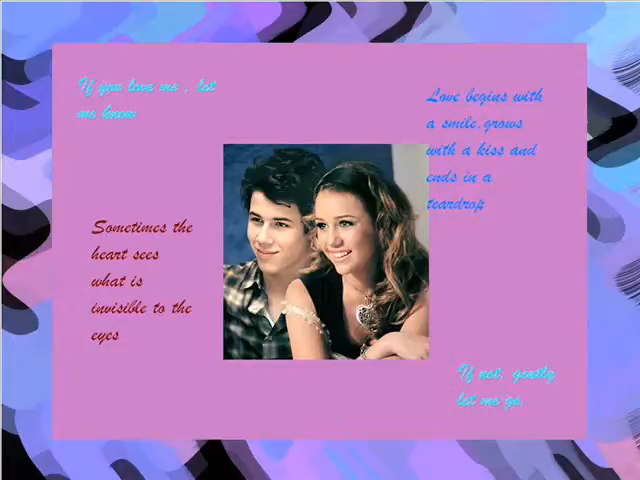 If you love me , let
me know
Love begins with
a smile,grows
with a kiss and
ends in a
teardrop
Sometimes the
heart sees
what is
invisible to the
eyes
If not, gently
let me go.